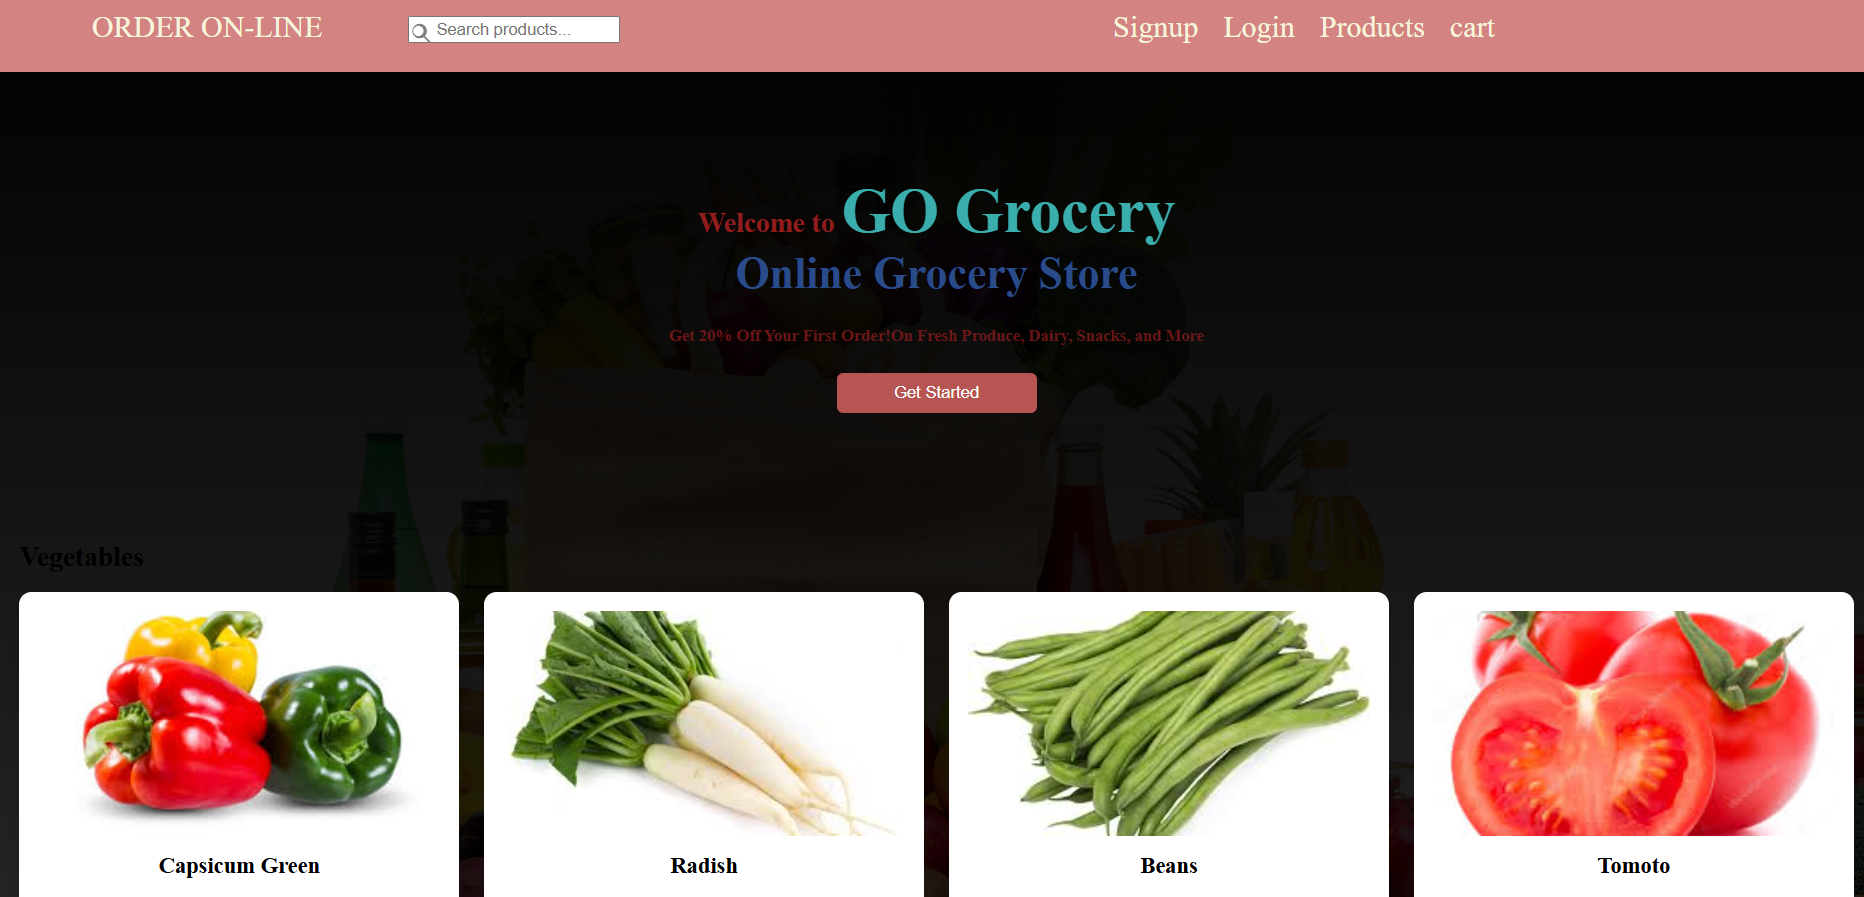 ORDER ON-LINE
Search products...
Signup Login Products cart
Welcome to GO Grocery
Online Grocery Store
Get 20% Off Your First Order!On Fresh Produce, Dairy, Snacks, and More
Get Started
Vegetables
Capsicum Green
Radish
Beans
Tomoto